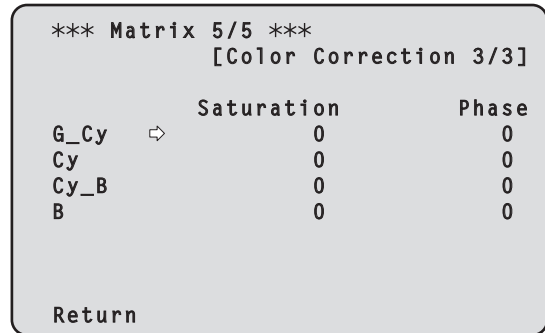 *** Matrix 5/5 ***
[Color Correction 3/3]
Saturation Phase
G_Cy ⇨ 0 0
Cy 0 0
Cy_B 0 0
B 0 0
Return